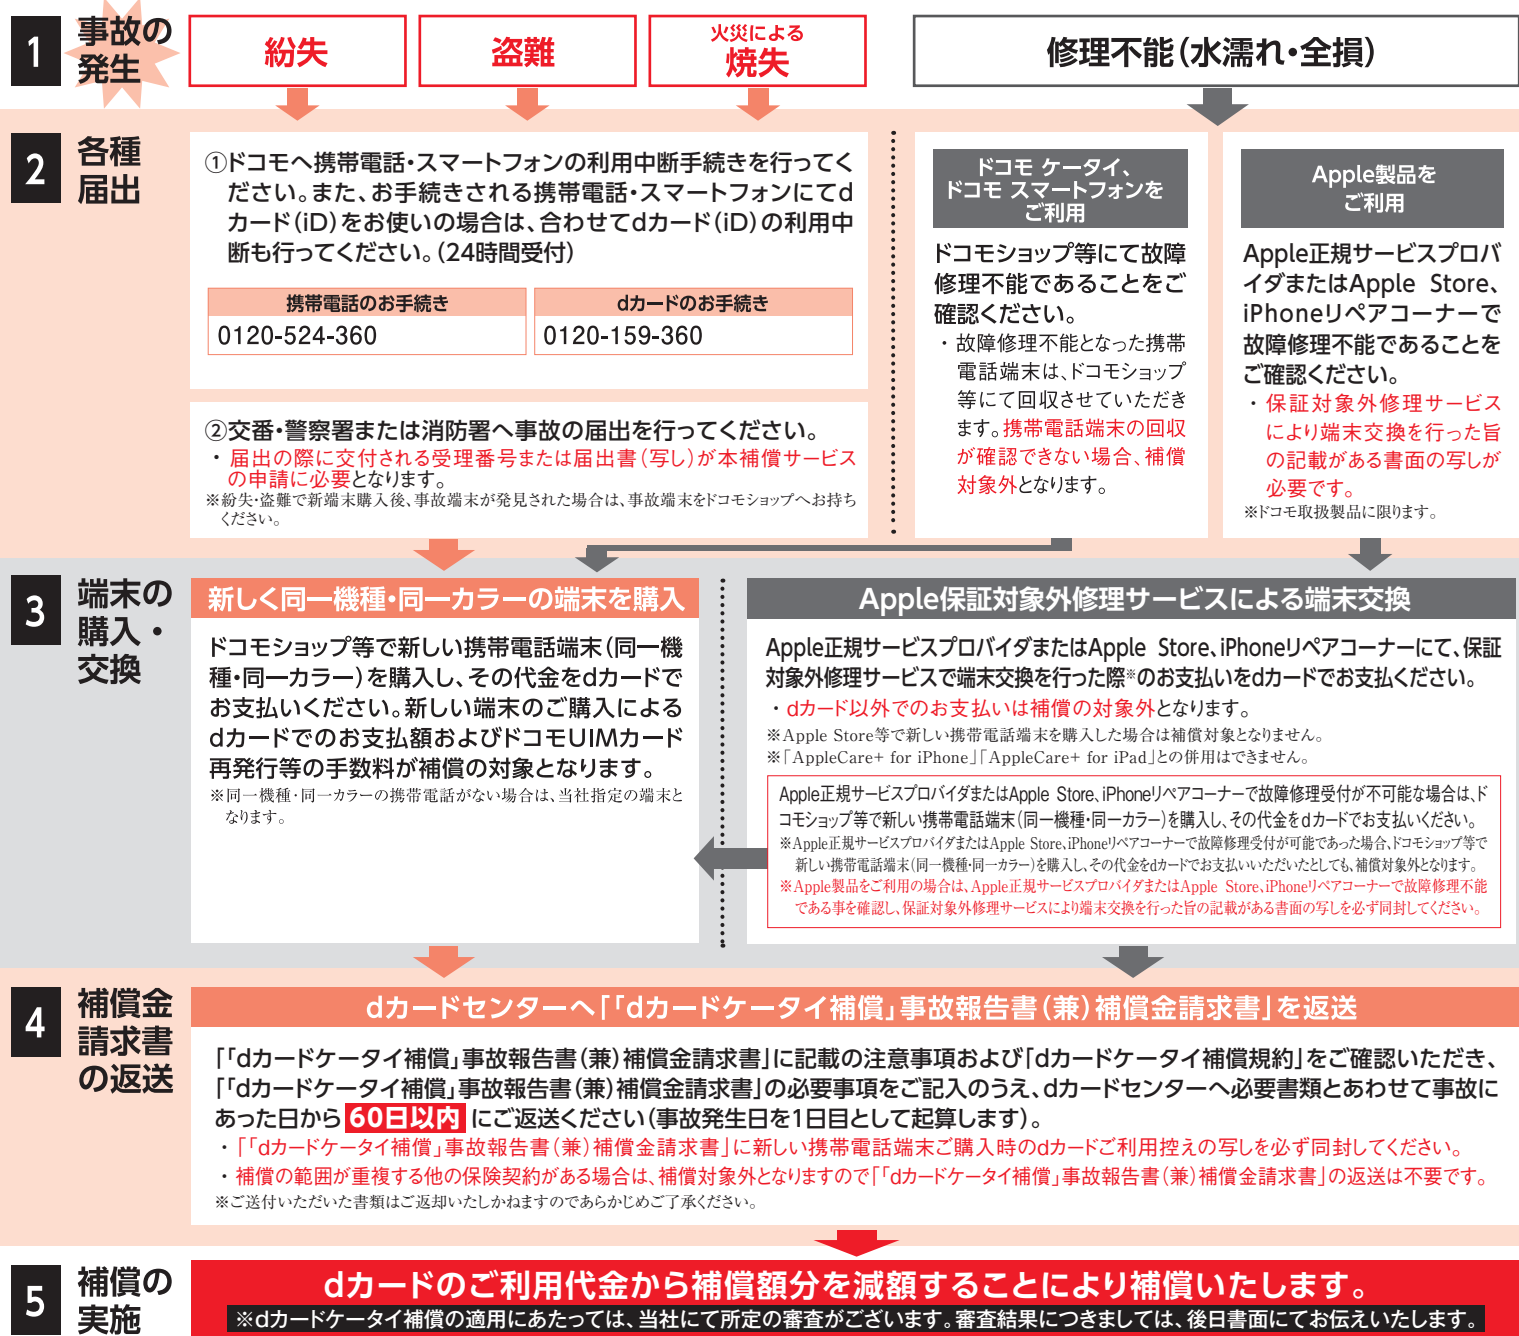 1
事故の
発生
紛失
盗難
火災による
焼失
修理不能（水濡れ・全損）
2
各種
届出
①ドコモへ携帯電話・スマートフォンの利用中断手続きを行ってく
ださい。また、お手続きされる携帯電話・スマートフォンにてd
カード（iD）をお使いの場合は、合わせてdカード（iD）の利用中
断も行ってください。（24時間受付）
携帯電話のお手続き
0120-524-360
dカードのお手続き
0120-159-360
②交番・警察署または消防署へ事故の届出を行ってください。
・届出の際に交付される受理番号または届出書（写し）が本補償サービス
の申請に必要となります。
※紛失・盗難で新端末購入後、事故端末が発見された場合は、事故端末をドコモショップへお持ち
ください。
ドコモ ケータイ、
ドコモ スマートフォンを
ご利用
ドコモショップ等にて故障
修理不能であることをご
確認ください。
・故障修理不能となった携帯
電話端末は、ドコモショップ
等にて回収させていただき
ます。携帯電話端末の回収
が確認できない場合、補償
対象外となります。
Apple製品を
ご利用
Apple正規サービスプロバ
イダまたはApple Store、
iPhoneリペアコーナーで
故障修理不能であることを
ご確認ください。
・保証対象外修理サービス
により端末交換を行った旨
の記載がある書面の写しが
必要です。
※ドコモ取扱製品に限ります。
3
端末の
購入・
交換
新しく同一機種・同一カラーの端末を購入
ドコモショップ等で新しい携帯電話端末（同一機
種・同一カラー）を購入し、その代金をdカードで
お支払いください。新しい端末のご購入による
dカードでのお支払額およびドコモUIMカード
再発行等の手数料が補償の対象となります。
※同一機種・同一カラーの携帯電話がない場合は、当社指定の端末と
なります。
Apple保証対象外修理サービスによる端末交換
Apple正規サービスプロバイダまたはApple Store、iPhoneリペアコーナーにて、保証
対象外修理サービスで端末交換を行った際※のお支払いをdカードでお支払ください。
・dカード以外でのお支払いは補償の対象外となります。
※Apple Store等で新しい携帯電話端末を購入した場合は補償対象となりません。
※「AppleCare+ for iPhone」「AppleCare+ for iPad」との併用はできません。
Apple正規サービスプロバイダまたはApple Store、iPhoneリペアコーナーで故障修理受付が不可能な場合は、ド
コモショップ等で新しい携帯電話端末（同一機種・同一カラー）を購入し、その代金をdカードでお支払いください。
※Apple正規サービスプロバイダまたはApple Store、iPhoneリペアコーナーで故障修理受付が可能であった場合、ドコモショップ等で
新しい携帯電話端末（同一機種・同一カラー）を購入し、その代金をdカードでお支払いいただいたとしても、補償対象外となります。
※Apple製品をご利用の場合は、Apple正規サービスプロバイダまたはApple Store、iPhoneリペアコーナーで故障修理不能
である事を確認し、保証対象外修理サービスにより端末交換を行った旨の記載がある書面の写しを必ず同封してください。
4
補償金
請求書
の返送
dカードセンターへ「「dカードケータイ補償」事故報告書（兼）補償金請求書」を返送
「「dカードケータイ補償」事故報告書（兼）補償金請求書」に記載の注意事項および「dカードケータイ補償規約」をご確認いただき、
「「dカードケータイ補償」事故報告書（兼）補償金請求書」の必要事項をご記入のうえ、dカードセンターへ必要書類とあわせて事故に
あった日から 60日以内 にご返送ください（事故発生日を1日目として起算します）。
・「「dカードケータイ補償」事故報告書（兼）補償金請求書」に新しい携帯電話端末ご購入時のdカードご利用控えの写しを必ず同封してください。
・補償の範囲が重複する他の保険契約がある場合は、補償対象外となりますので「「dカードケータイ補償」事故報告書（兼）補償金請求書」の返送は不要です。
※ご送付いただいた書類はご返却いたしかねますのであらかじめご了承ください。
5
補償の
実施
dカードのご利用代金から補償額分を減額することにより補償いたします。
※dカードケータイ補償の適用にあたっては、当社にて所定の審査がございます。審査結果につきましては、後日書面にてお伝えいたします。